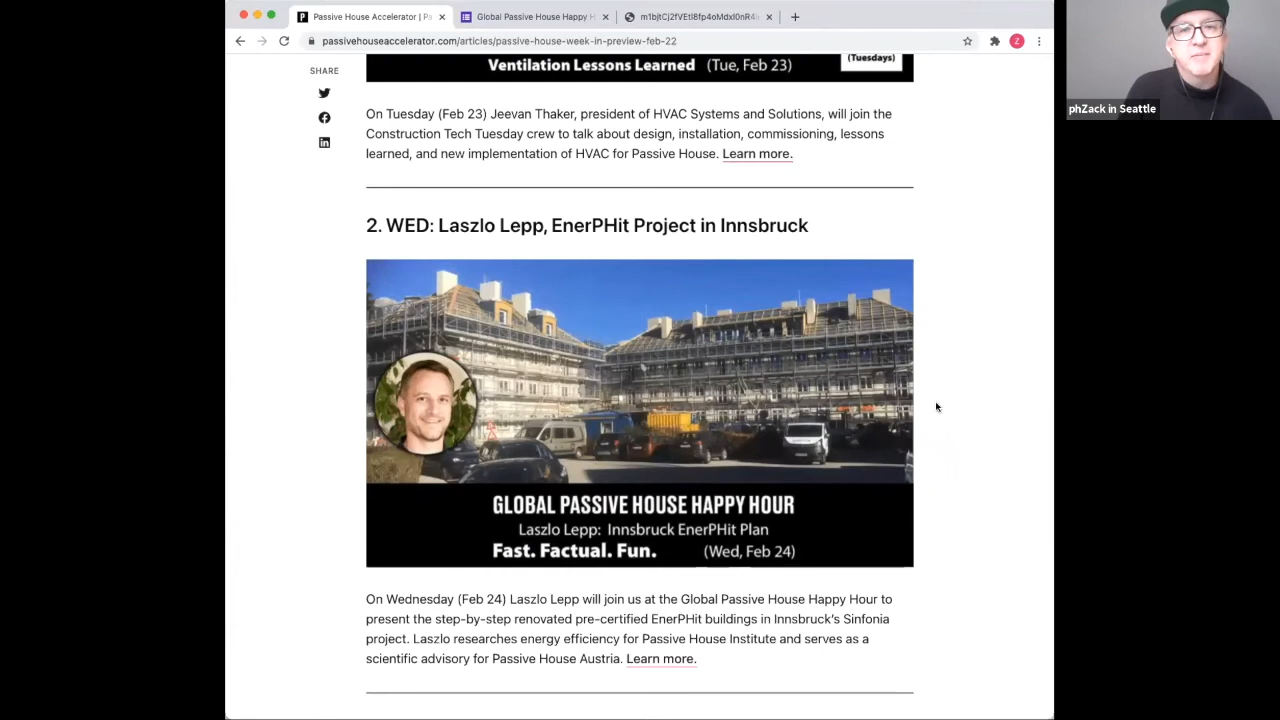 Passive House Accelerator | Pa
Global Passive House Happy H
passivehouseaccelerator.com/articles/passive-house-week-in-preview-feb-22
Z
phZack in Seattle
SHARE
Ventilation Lessons Learned (Tue, Feb 23)
(Tuesdays)
On Tuesday (Feb 23) Jeevan Thaker, president of HVAC Systems and Solutions, will join the
Construction Tech Tuesday crew to talk about design, installation, commissioning, lessons
learned, and new implementation of HVAC for Passive House. Learn more.
2. WED: Laszlo Lepp, EnerPHit Project in Innsbruck
GLOBAL PASSIVE HOUSE HAPPY HOUR
Laszlo Lepp: Innsbruck EnerPHit Plan
Fast. Factual. Fun. (Wed, Feb 24)
On Wednesday (Feb 24) Laszlo Lepp will join us at the Global Passive House Happy Hour to
present the step-by-step renovated pre-certified EnerPHit buildings in Innsbruck's Sinfonia
project. Laszlo researches energy efficiency for Passive House Institute and serves as a
scientific advisory for Passive House Austria. Learn more.